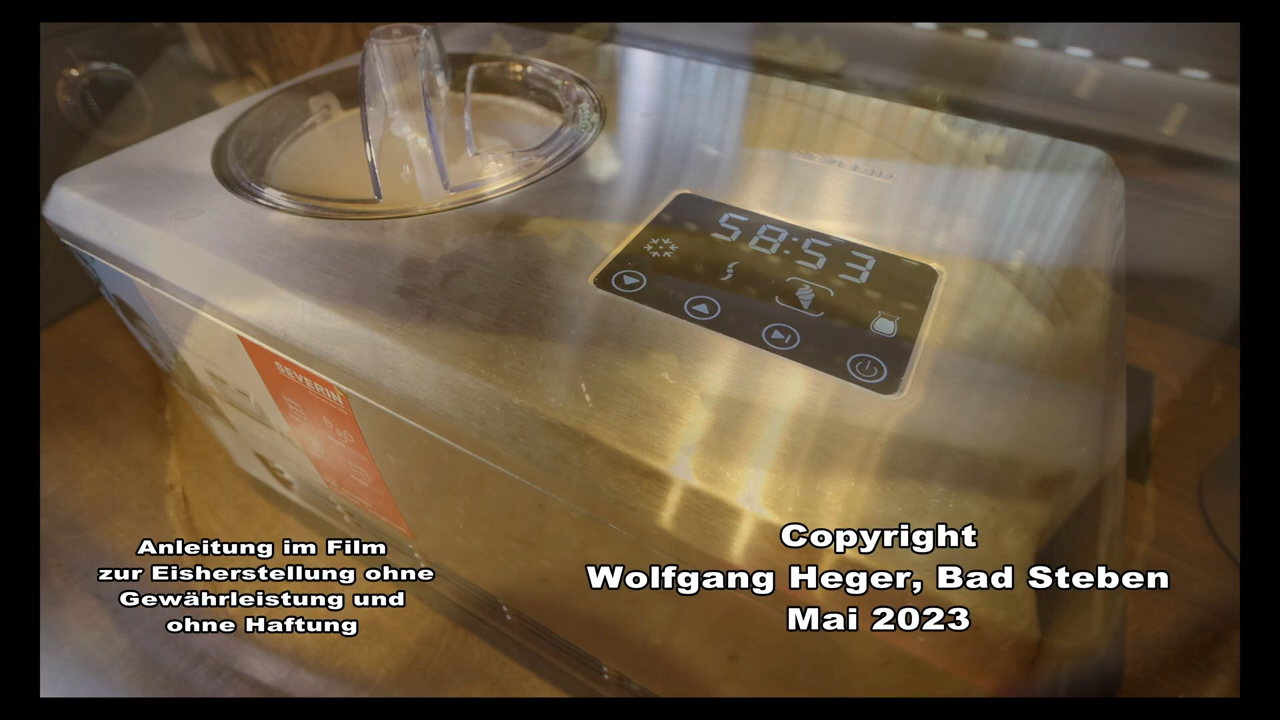 58:53
SEVERIN
Anleitung im Film
zur Eisherstellung ohne
Gewährleistung und
ohne Haftung
Copyright
Wolfgang Heger, Bad Steben
Mai 2023